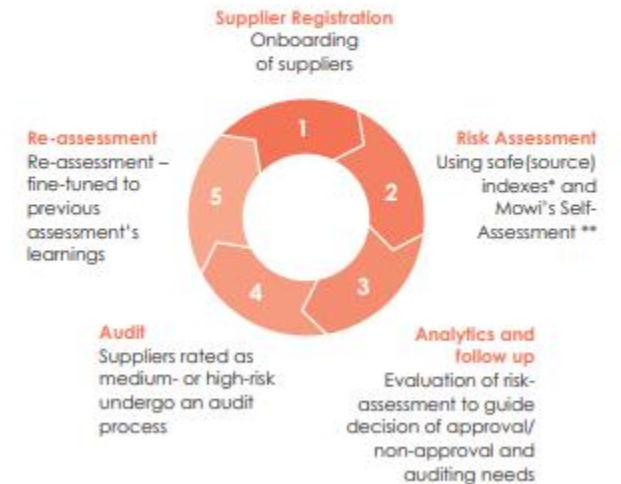 Supplier Registration
Onboarding
of suppliers
1
Risk Assessment
Using safe(source)
indexes* and
Mowi's Self-
Assessment **
2
Analytics and
follow up
Evaluation of risk-
assessment to guide
decision of approval/
non-approval and
auditing needs
3
Audit
Suppliers rated as
medium- or high-risk
undergo an audit
process
4
Re-assessment
Re-assessment –
fine-tuned to
previous
assessment's
learnings
5